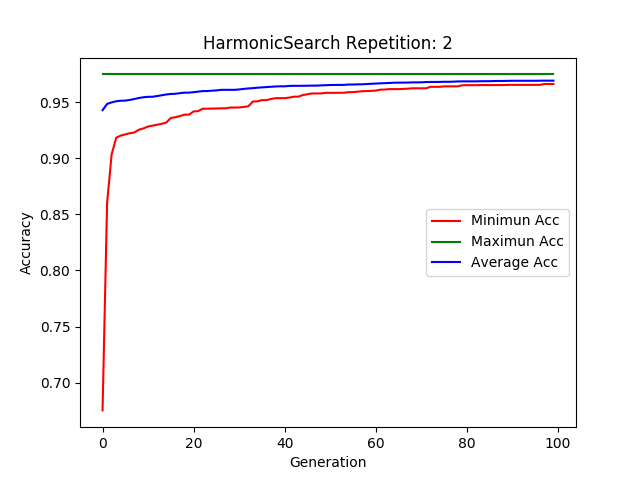 HarmonicSearch Repetition: 2
Accuracy
0.95
0.90
0.85
0.80
0.75
0.70
Minimun Acc
Maximun Acc
Average Acc
0 20 40 60 80 100
Generation